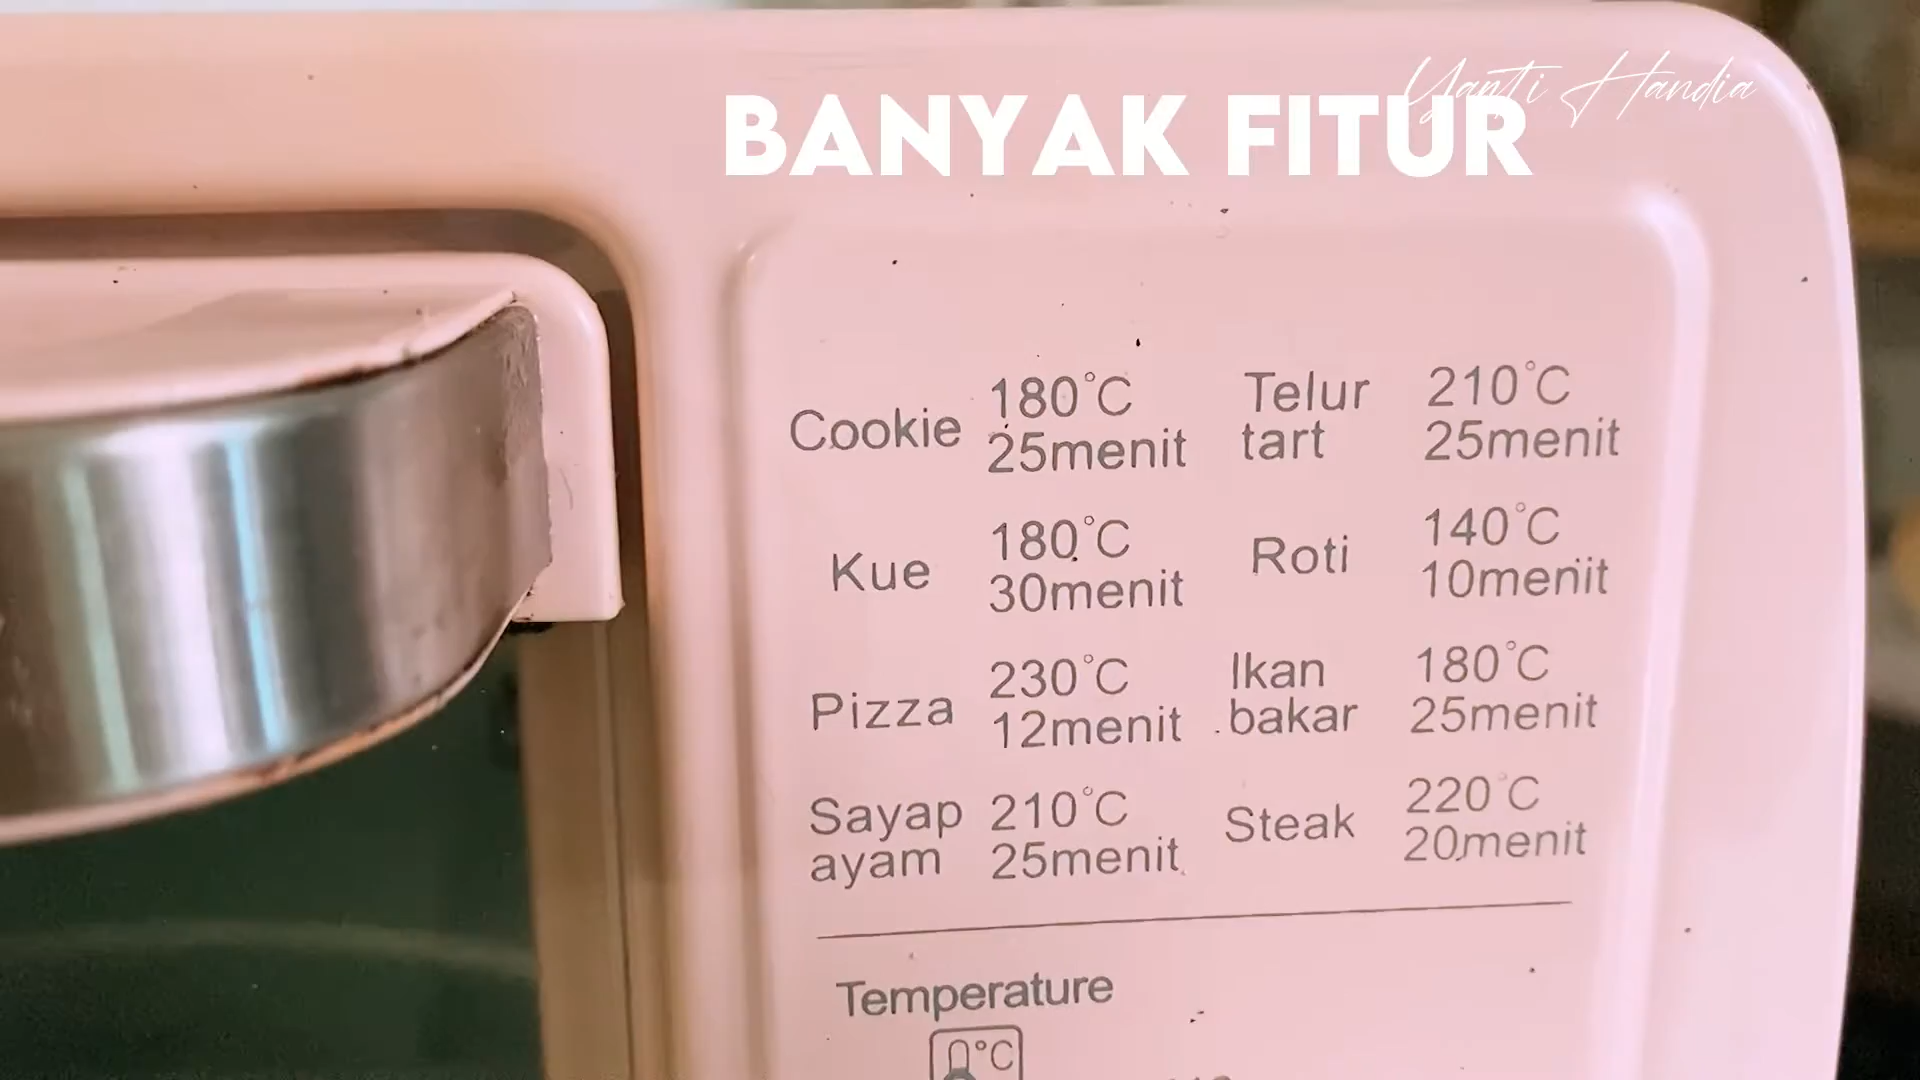 Yanti Handia
BANYAK FITUR
Cookie 180°C 25menit
Telur tart 210°C 25menit
Kue 180°C 30menit
Roti 140°C 10menit
Pizza 230°C 12menit
Ikan bakar 180°C 25menit
Sayap ayam 210°C 25menit
Steak 220°C 20menit
Temperature
°C